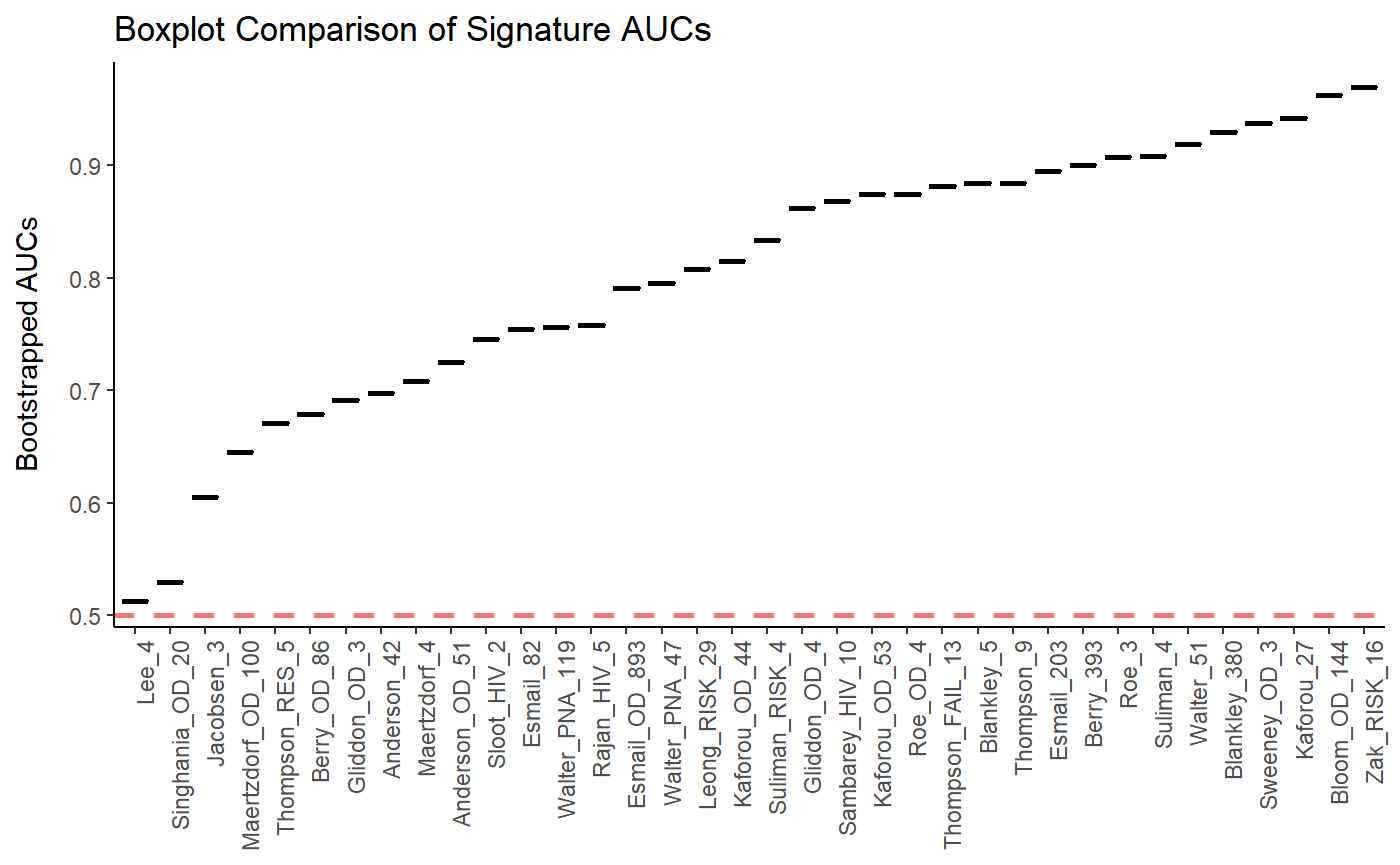 Boxplot Comparison of Signature AUCs
Bootstrapped AUCs
0.9
0.8
0.7
0.6
0.5
Lee_4
Singhania_OD_20
Jacobsen_3
Maertzdorf_OD_100
Thompson_RES_5
Berry_OD_86
Gliddon_OD_3
Anderson_42
Maertzdorf_4
Anderson_OD_51
Sloot_HIV_2
Esmail_82
Walter_PNA_119
Rajan_HIV_5
Esmail_OD_893
Walter_PNA_47
Leong_RISK_29
Kaforou_OD_44
Suliman_RISK_4
Gliddon_OD_4
Sambarey_HIV_10
Kaforou_OD_53
Roe_OD_4
Thompson_FAIL_13
Blankley_5
Thompson_9
Esmail_203
Berry_393
Roe_3
Suliman_4
Walter_51
Blankley_380
Sweeney_OD_3
Kaforou_27
Bloom_OD_144
Zak_RISK_16